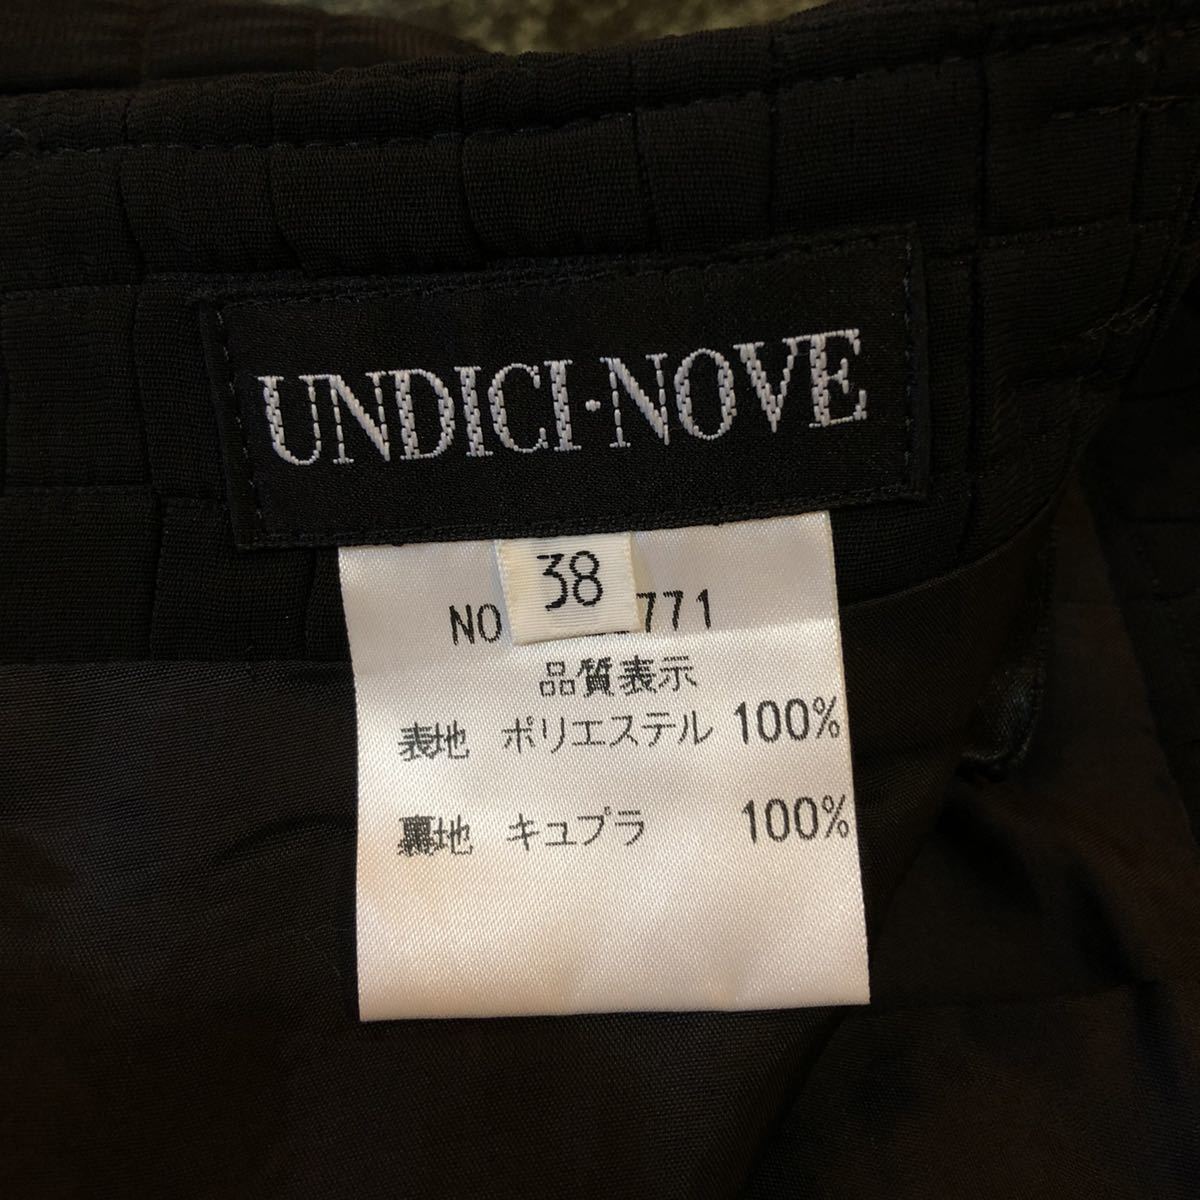 UNDICI·NOVE
38
NO 771
品質表示
表地 ポリエステル 100%
裏地 キュプラ 100%